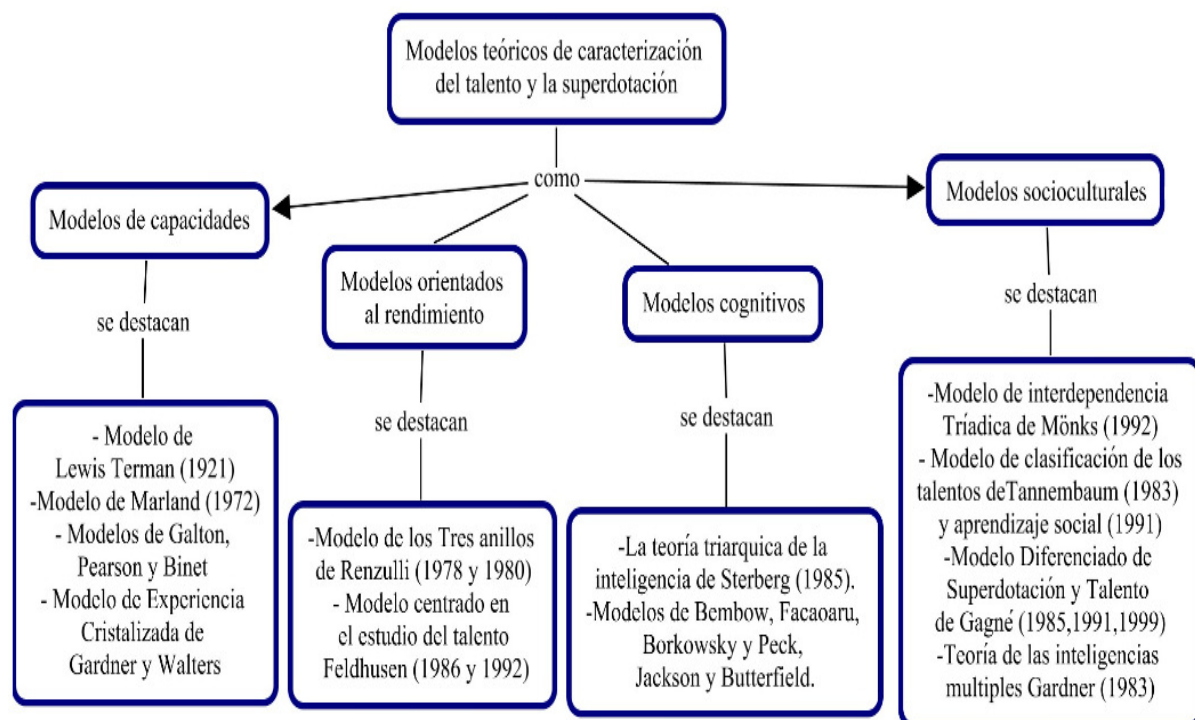 Modelos teóricos de caracterización
del talento y la superdotación
como
Modelos de capacidades
se destacan
- Modelo de
Lewis Terman (1921)
-Modelo de Marland (1972)
- Modelos de Galton,
Pearson y Binet
- Modelo de Experiencia
Cristalizada de
Gardner y Walters
Modelos orientados
al rendimiento
se destacan
-Modelo de los Tres anillos
de Renzulli (1978 y 1980)
- Modelo centrado en
el estudio del talento
Feldhusen (1986 y 1992)
Modelos cognitivos
se destacan
-La teoría triarquica de la
inteligencia de Sterberg (1985).
-Modelos de Bembow, Facaoaru,
Borkowsky y Peck,
Jackson y Butterfield.
Modelos socioculturales
se destacan
-Modelo de interdependencia
Tríadica de Mönks (1992)
- Modelo de clasificación de los
talentos deTannembaum (1983)
y aprendizaje social (1991)
-Modelo Diferenciado de
Superdotación y Talento
de Gagné (1985,1991,1999)
-Teoría de las inteligencias
multiples Gardner (1983)